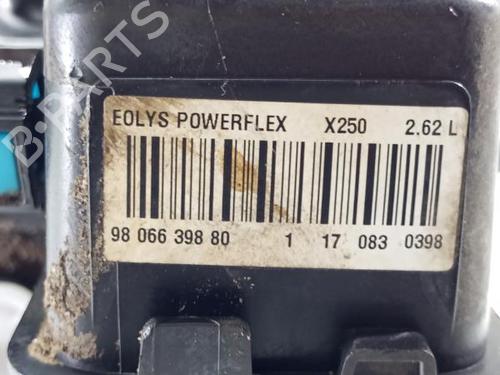 B-PARTS
EOLYS POWERFLEX X250 2.62 L
98 066 398 80 1 17 083 0398